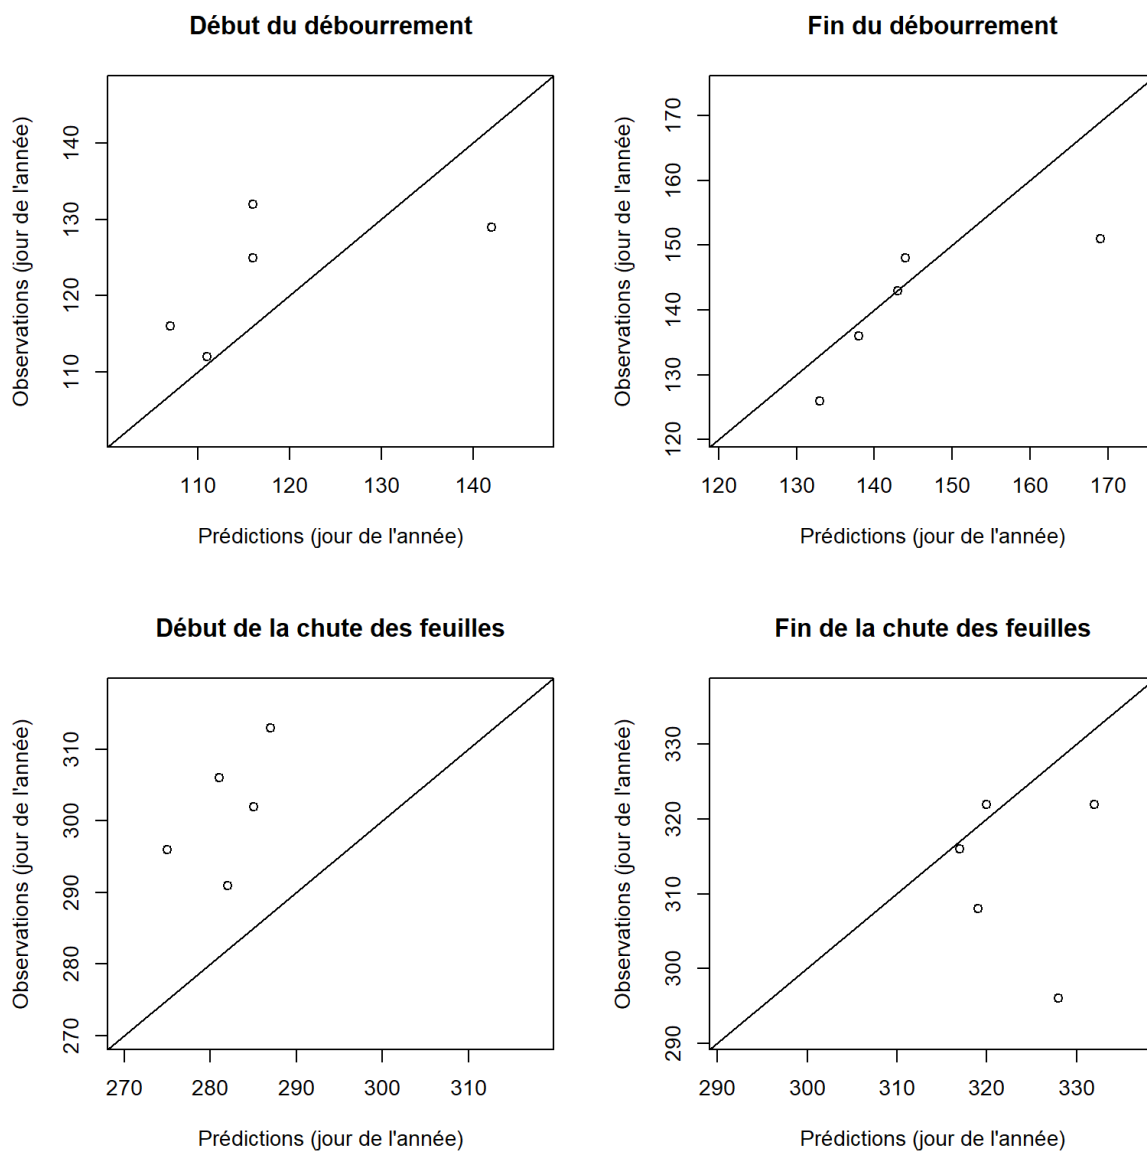 Début du débourrement
Observations (jour de l'année)
140
130
120
110
110 120 130 140
Prédictions (jour de l'année)
Fin du débourrement
Observations (jour de l'année)
170
160
150
140
130
120
120 130 140 150 160 170
Prédictions (jour de l'année)
Début de la chute des feuilles
Observations (jour de l'année)
310
300
290
280
270
270 280 290 300 310
Prédictions (jour de l'année)
Fin de la chute des feuilles
Observations (jour de l'année)
330
320
310
300
290
290 300 310 320 330
Prédictions (jour de l'année)